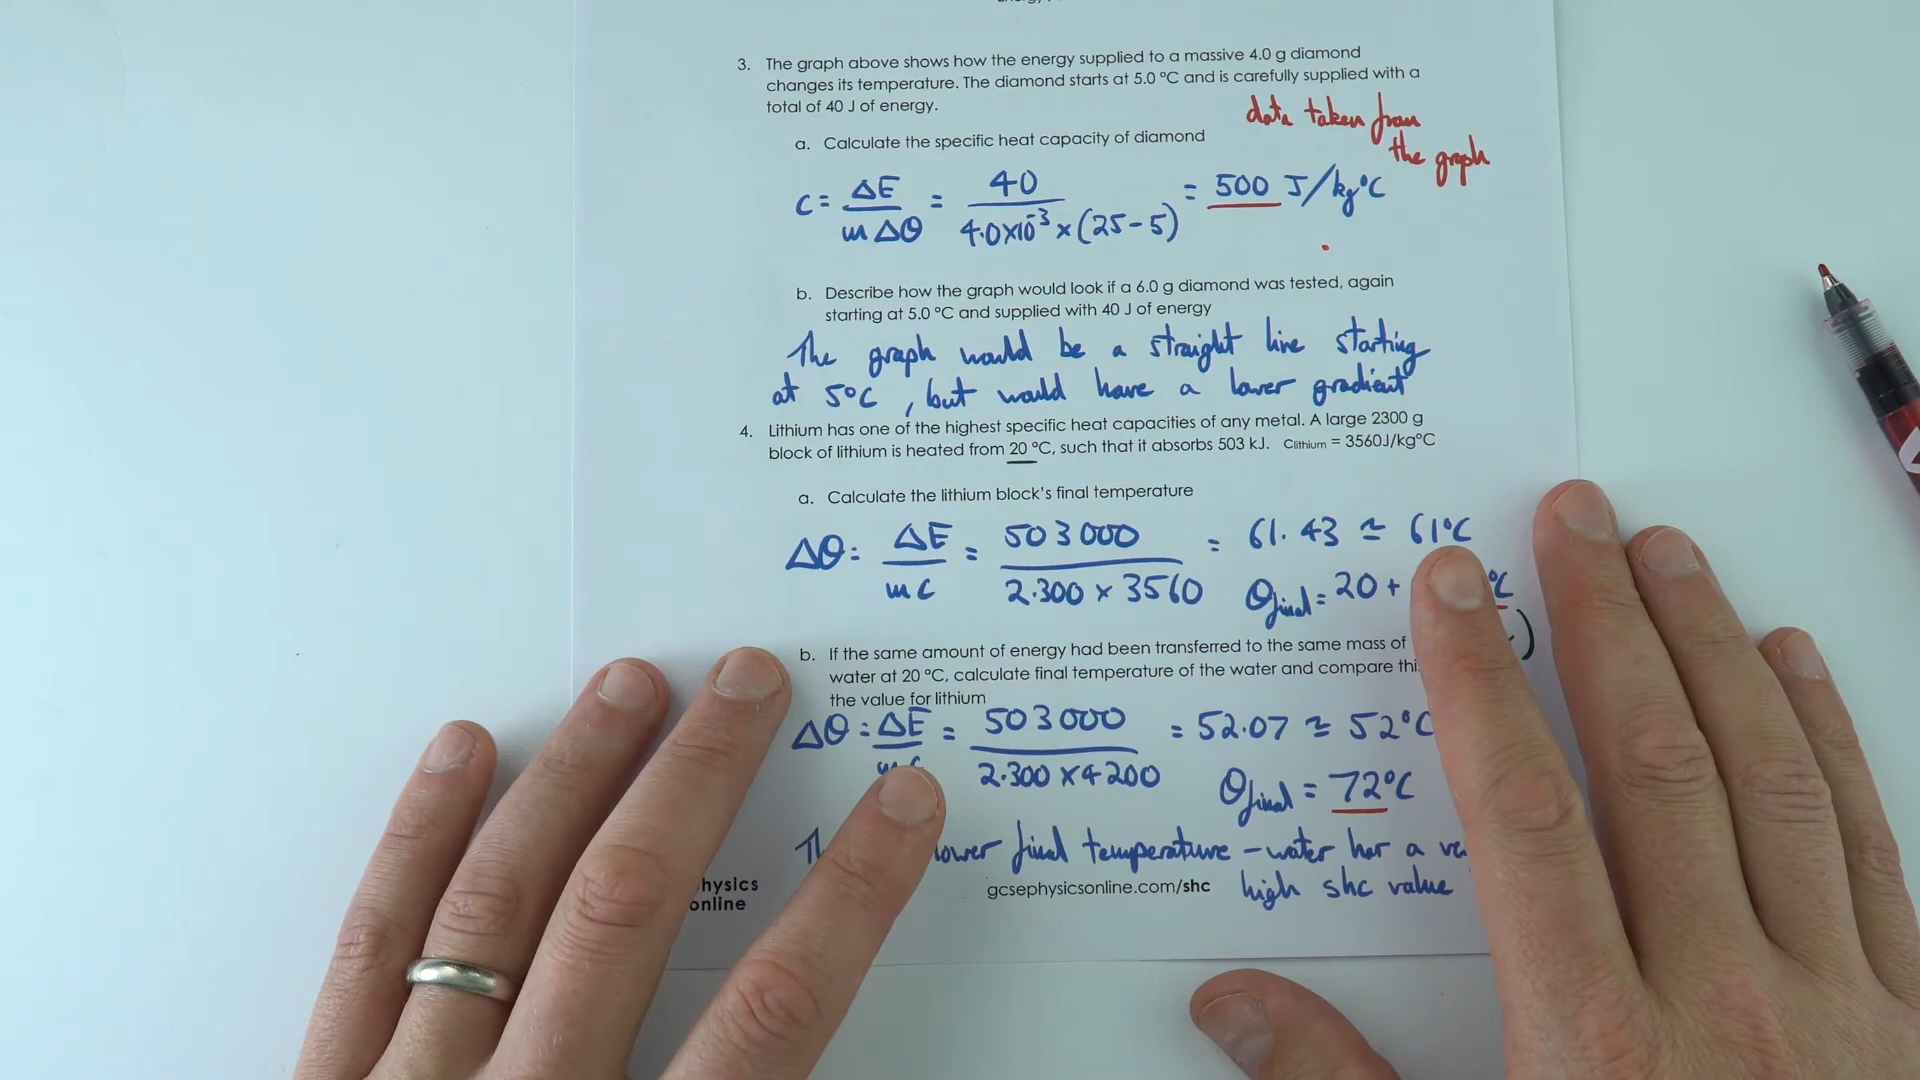 3. The graph above shows how the energy supplied to a massive 4.0 g diamond
changes its temperature. The diamond starts at 5.0 °C and is carefully supplied with a
total of 40 J of energy.
data taken from
the graph
a. Calculate the specific heat capacity of diamond
c = ΔE / mΔθ = 40 / 4.0×10⁻³ × (25-5) = 500 J/kg°C
b. Describe how the graph would look if a 6.0 g diamond was tested, again
starting at 5.0 °C and supplied with 40 J of energy
The graph would be a straight line starting
at 5°C, but would have a lower gradient
4. Lithium has one of the highest specific heat capacities of any metal. A large 2300 g
block of lithium is heated from 20 °C, such that it absorbs 503 kJ. Clithium = 3560J/kg°C
a. Calculate the lithium block's final temperature
Δθ = ΔE / mc = 503000 / 2.300 × 3560 = 61.43 ≃ 61°C
θfinal = 20 + °C
b. If the same amount of energy had been transferred to the same mass of
water at 20 °C, calculate final temperature of the water and compare
the value for lithium
Δθ = ΔE = 503000 / 2.300 × 4200 = 52.07 ≃ 52°C
θfinal = 72°C
lower final temperature - water has a
high shc value
hysics
online
gcsephysicsonline.com/shc